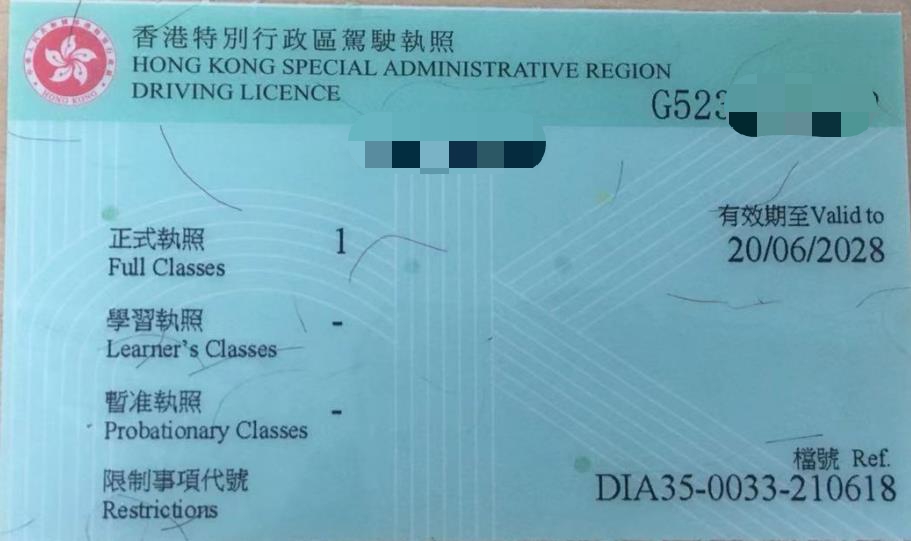 香港特別行政區駕駛執照
HONG KONG SPECIAL ADMINISTRATIVE REGION
DRIVING LICENCE
G523
正式執照 1
Full Classes
有效期至Valid to
20/06/2028
學習執照 -
Learner's Classes
暫准執照 -
Probationary Classes
限制事項代號
Restrictions
檔號 Ref.
DIA35-0033-210618
HONG KONG